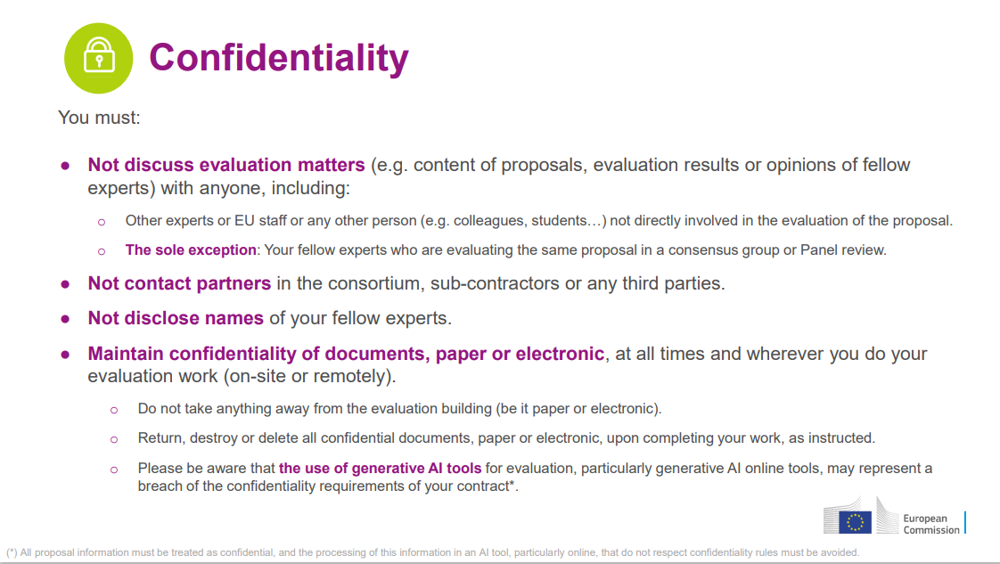 Confidentiality
You must:
● Not discuss evaluation matters (e.g. content of proposals, evaluation results or opinions of fellow
experts) with anyone, including:
○ Other experts or EU staff or any other person (e.g. colleagues, students…) not directly involved in the evaluation of the proposal.
○ The sole exception: Your fellow experts who are evaluating the same proposal in a consensus group or Panel review.
● Not contact partners in the consortium, sub-contractors or any third parties.
● Not disclose names of your fellow experts.
● Maintain confidentiality of documents, paper or electronic, at all times and wherever you do your
evaluation work (on-site or remotely).
○ Do not take anything away from the evaluation building (be it paper or electronic).
○ Return, destroy or delete all confidential documents, paper or electronic, upon completing your work, as instructed.
○ Please be aware that the use of generative AI tools for evaluation, particularly generative AI online tools, may represent a
breach of the confidentiality requirements of your contract*.
European
Commission
(*) All proposal information must be treated as confidential, and the processing of this information in an AI tool, particularly online, that do not respect confidentiality rules must be avoided.